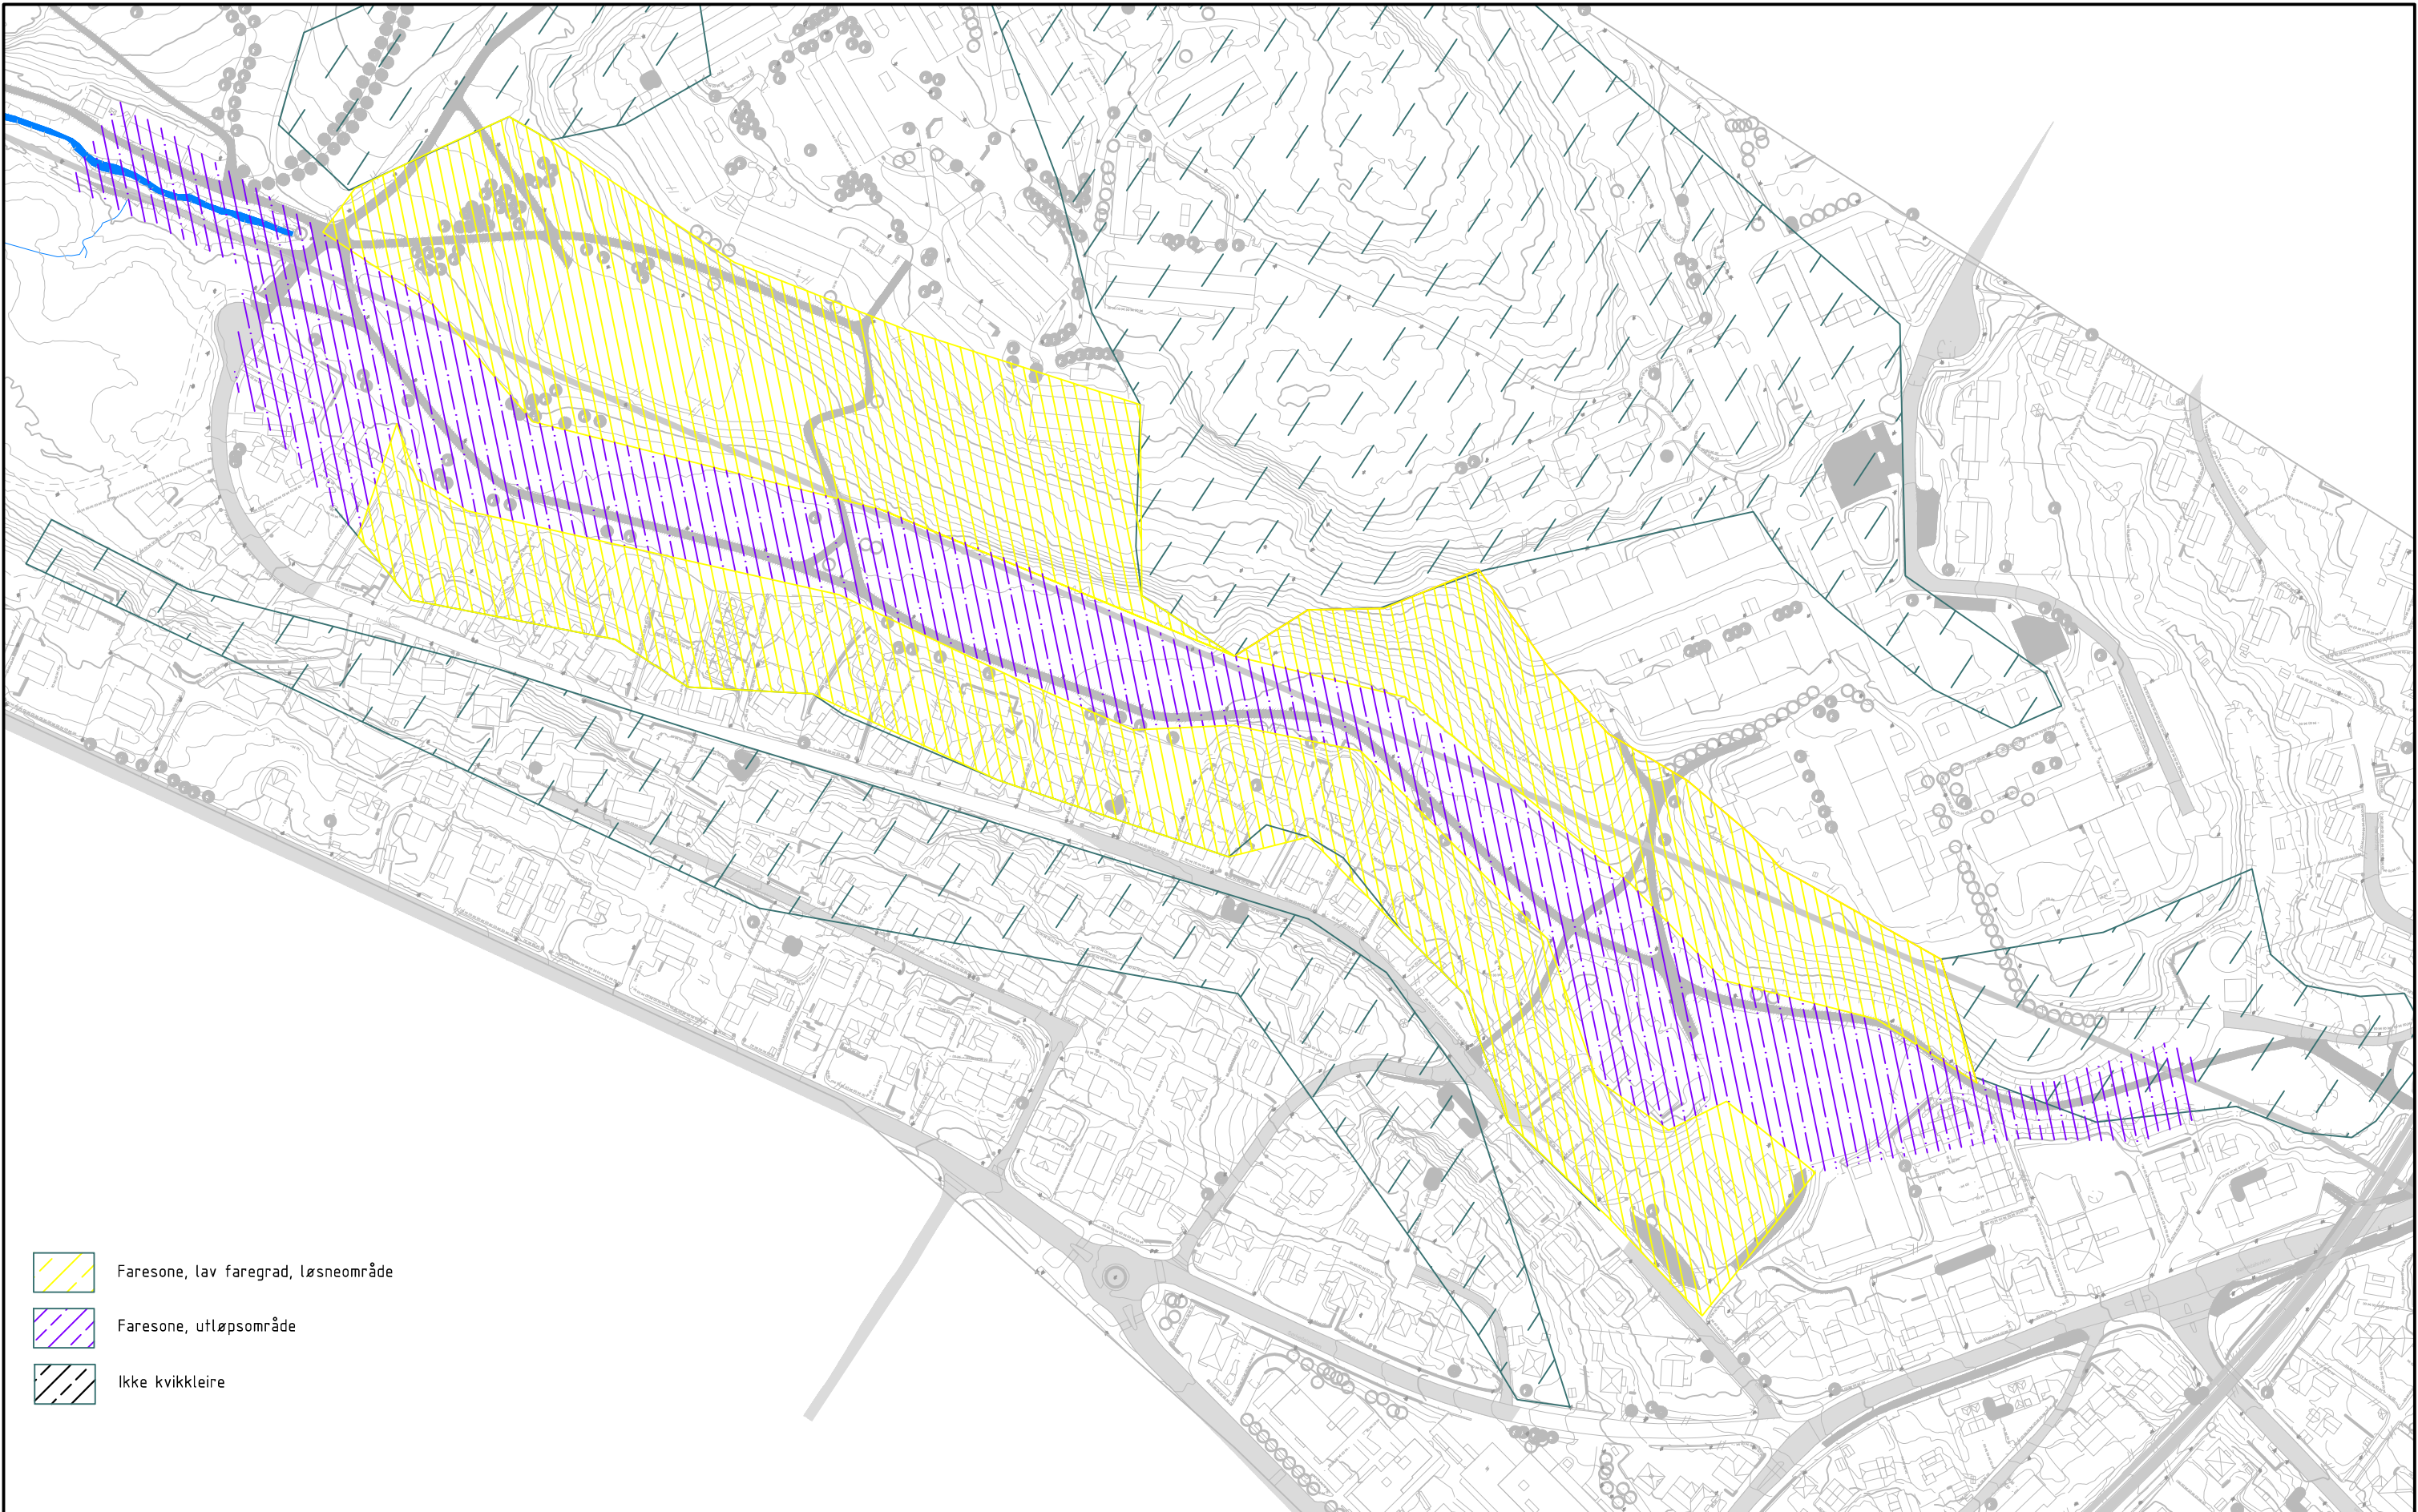 Faresone, lav faregrad, løsneområde
Faresone, utløpsområde
Ikke kvikkleire